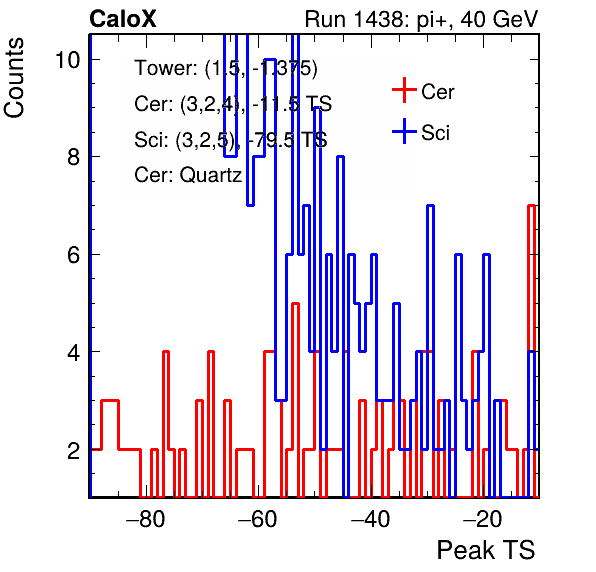 CaloX Run 1438: pi+, 40 GeV
Counts
10
8
6
4
2
Tower: (1.5, -1.375)
Cer: (3,2,4), -11.5 TS
Sci: (3,2,5), -79.5 TS
Cer: Quartz
Cer
Sci
−80 −60 −40 −20
Peak TS